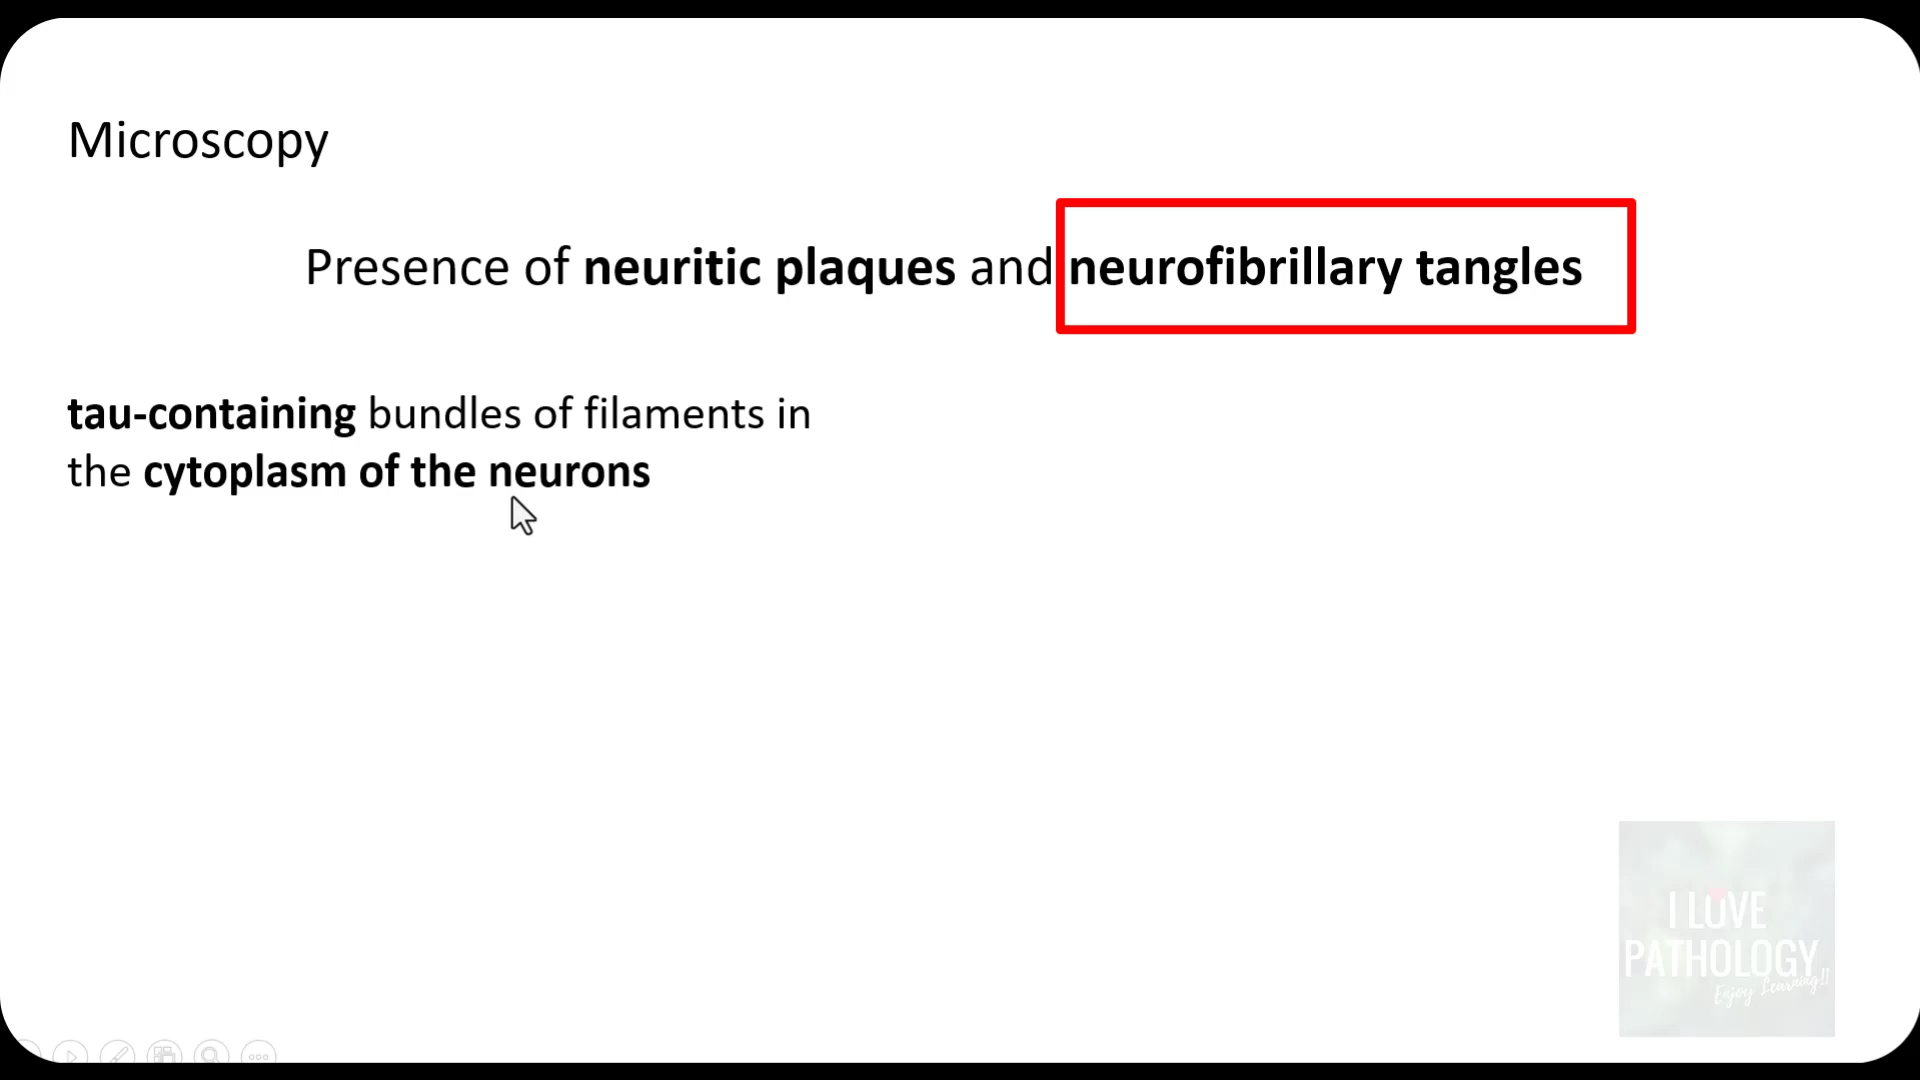 Microscopy
Presence of neuritic plaques and neurofibrillary tangles
tau-containing bundles of filaments in
the cytoplasm of the neurons
I LOVE
PATHOLOGY
Enjoy Learning!!